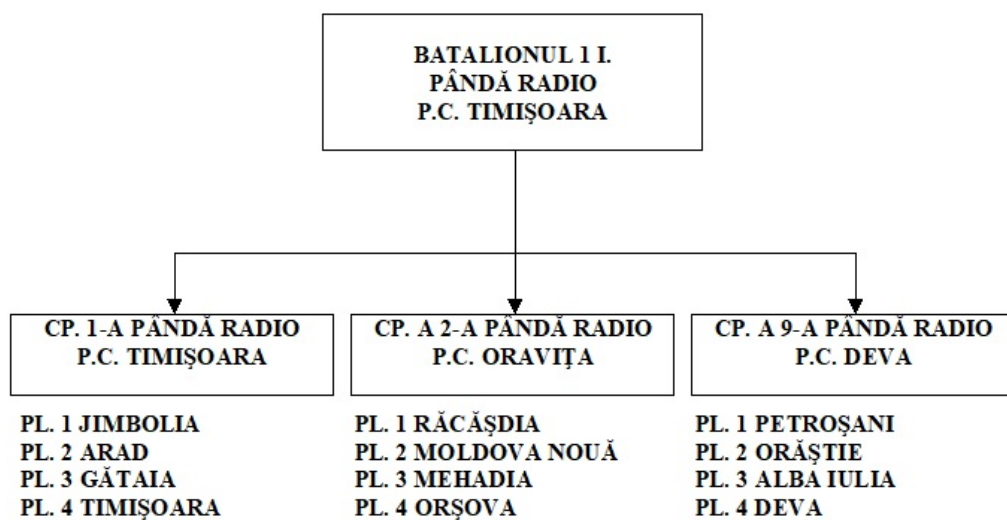 BATALIONUL 1 I.
PÂNDĂ RADIO
P.C. TIMIŞOARA
CP. 1-A PÂNDĂ RADIO
P.C. TIMIŞOARA
PL. 1 JIMBOLIA
PL. 2 ARAD
PL. 3 GĂTAIA
PL. 4 TIMIŞOARA
CP. A 2-A PÂNDĂ RADIO
P.C. ORAVIŢA
PL. 1 RĂCĂŞDIA
PL. 2 MOLDOVA NOUĂ
PL. 3 MEHADIA
PL. 4 ORŞOVA
CP. A 9-A PÂNDĂ RADIO
P.C. DEVA
PL. 1 PETROŞANI
PL. 2 ORĂŞTIE
PL. 3 ALBA IULIA
PL. 4 DEVA